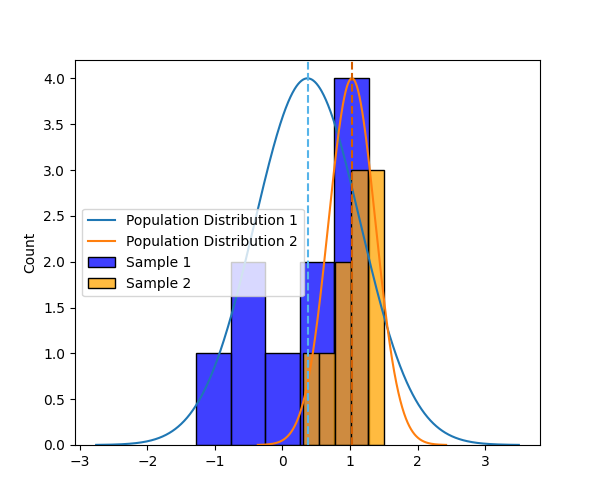 4.0
3.5
3.0
2.5
2.0
1.5
1.0
0.5
0.0
Count
Population Distribution 1
Population Distribution 2
Sample 1
Sample 2
−3 −2 −1 0 1 2 3